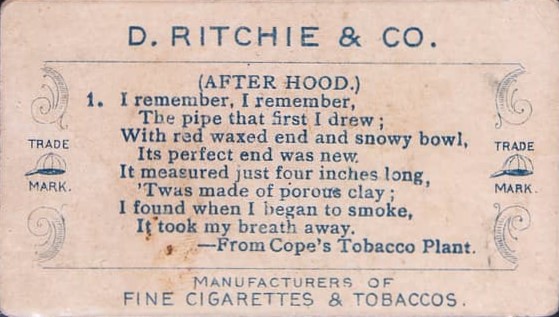 D. RITCHIE & CO.
(AFTER HOOD.)
1. I remember, I remember,
The pipe that first I drew;
With red waxed end and snowy bowl,
Its perfect end was new.
It measured just four inches long,
'Twas made of porous clay;
I found when I began to smoke,
It took my breath away.
—From Cope's Tobacco Plant.
TRADE
MARK.
TRADE
MARK.
MANUFACTURERS OF
FINE CIGARETTES & TOBACCOS.